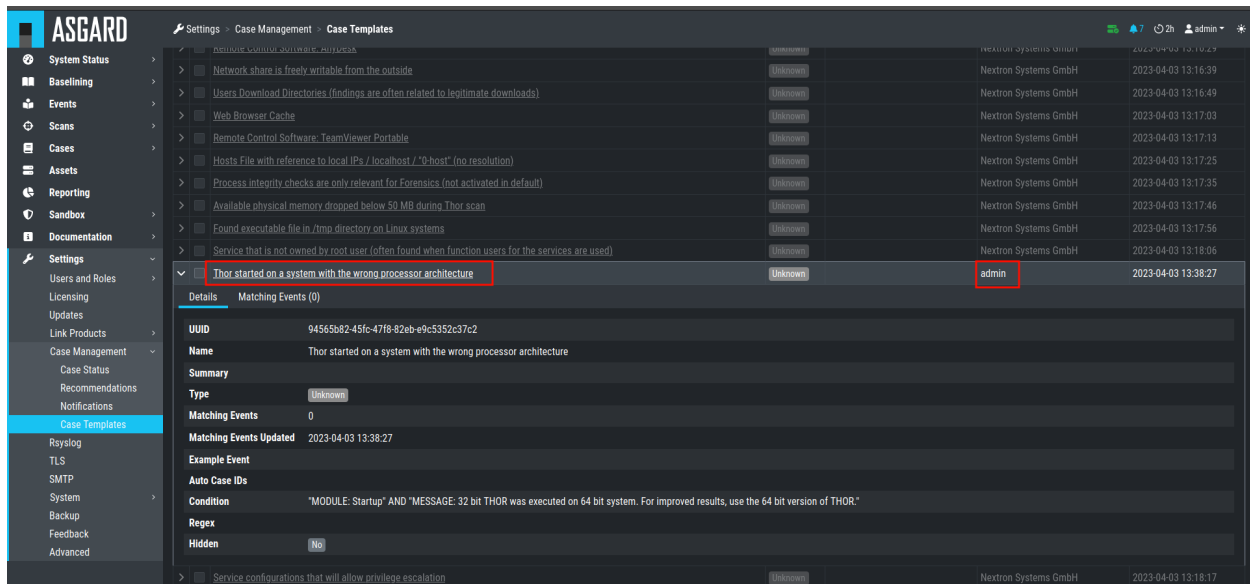 ASGARD
Settings > Case Management > Case Templates
7 2h admin
System Status
Baselining
Events
Scans
Cases
Assets
Reporting
Sandbox
Documentation
Settings
Users and Roles
Licensing
Updates
Link Products
Case Management
Case Status
Recommendations
Notifications
Case Templates
Rsyslog
TLS
SMTP
System
Backup
Feedback
Advanced
Remote Control Software: AnyDesk Unknown Nextron Systems GmbH 2023-04-03 13:16:29
Network share is freely writable from the outside Unknown Nextron Systems GmbH 2023-04-03 13:16:39
Users Download Directories (findings are often related to legitimate downloads) Unknown Nextron Systems GmbH 2023-04-03 13:16:49
Web Browser Cache Unknown Nextron Systems GmbH 2023-04-03 13:17:03
Remote Control Software: TeamViewer Portable Unknown Nextron Systems GmbH 2023-04-03 13:17:13
Hosts File with reference to local IPs / localhost / "0-host" (no resolution) Unknown Nextron Systems GmbH 2023-04-03 13:17:25
Process integrity checks are only relevant for Forensics (not activated in default) Unknown Nextron Systems GmbH 2023-04-03 13:17:35
Available physical memory dropped below 50 MB during Thor scan Unknown Nextron Systems GmbH 2023-04-03 13:17:46
Found executable file in /tmp directory on Linux systems Unknown Nextron Systems GmbH 2023-04-03 13:17:56
Service that is not owned by root user (often found when function users for the services are used) Unknown Nextron Systems GmbH 2023-04-03 13:18:06
Thor started on a system with the wrong processor architecture Unknown admin 2023-04-03 13:38:27
Details Matching Events (0)
UUID 94565b82-45fc-47f8-82eb-e9c5352c37c2
Name Thor started on a system with the wrong processor architecture
Summary
Type Unknown
Matching Events 0
Matching Events Updated 2023-04-03 13:38:27
Example Event
Auto Case IDs
Condition "MODULE: Startup" AND "MESSAGE: 32 bit THOR was executed on 64 bit system. For improved results, use the 64 bit version of THOR."
Regex
Hidden No
Service configurations that will allow privilege escalation Unknown Nextron Systems GmbH 2023-04-03 13:18:17